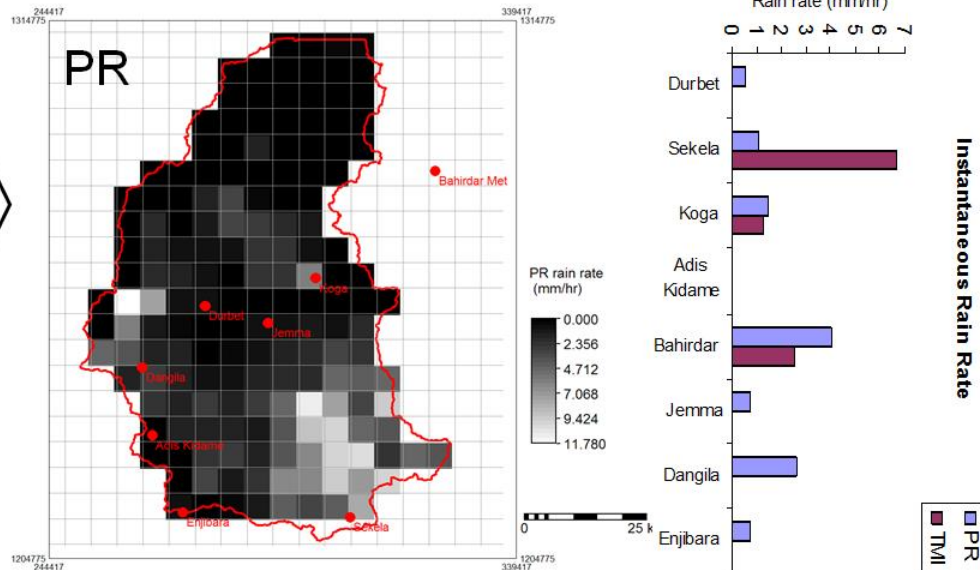 244417
339417
1314775
1314775
PR
Bahirdar Met
Koga
Durbet
Jemma
Dangila
Adis Kidame
Enjibara
Sekela
1204775
1204775
244417
339417
PR rain rate
(mm/hr)
0.000
2.356
4.712
7.068
9.424
11.780
0
25 k
Rain rate (mm/hr)
0 1 2 3 4 5 6 7
Durbet
Sekela
Koga
Adis
Kidame
Bahirdar
Jemma
Dangila
Enjibara
Instantaneous Rain Rate
PR
TMI